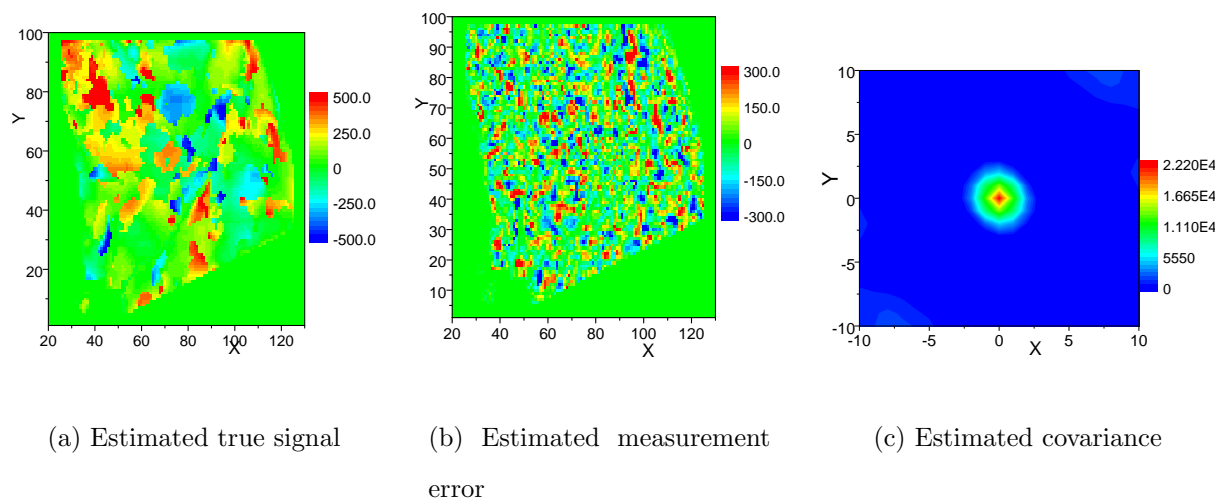 100
80
60
40
20
Y
20 40 60 80 100 120
X
500.0
250.0
0
-250.0
-500.0
100
90
80
70
60
50
40
30
20
10
Y
20 40 60 80 100 120
X
300.0
150.0
0
-150.0
-300.0
10
5
0
-5
-10
Y
-10 -5 0 5 10
X
2.220E4
1.665E4
1.110E4
5550
0
(a) Estimated true signal
(b) Estimated measurement
error
(c) Estimated covariance